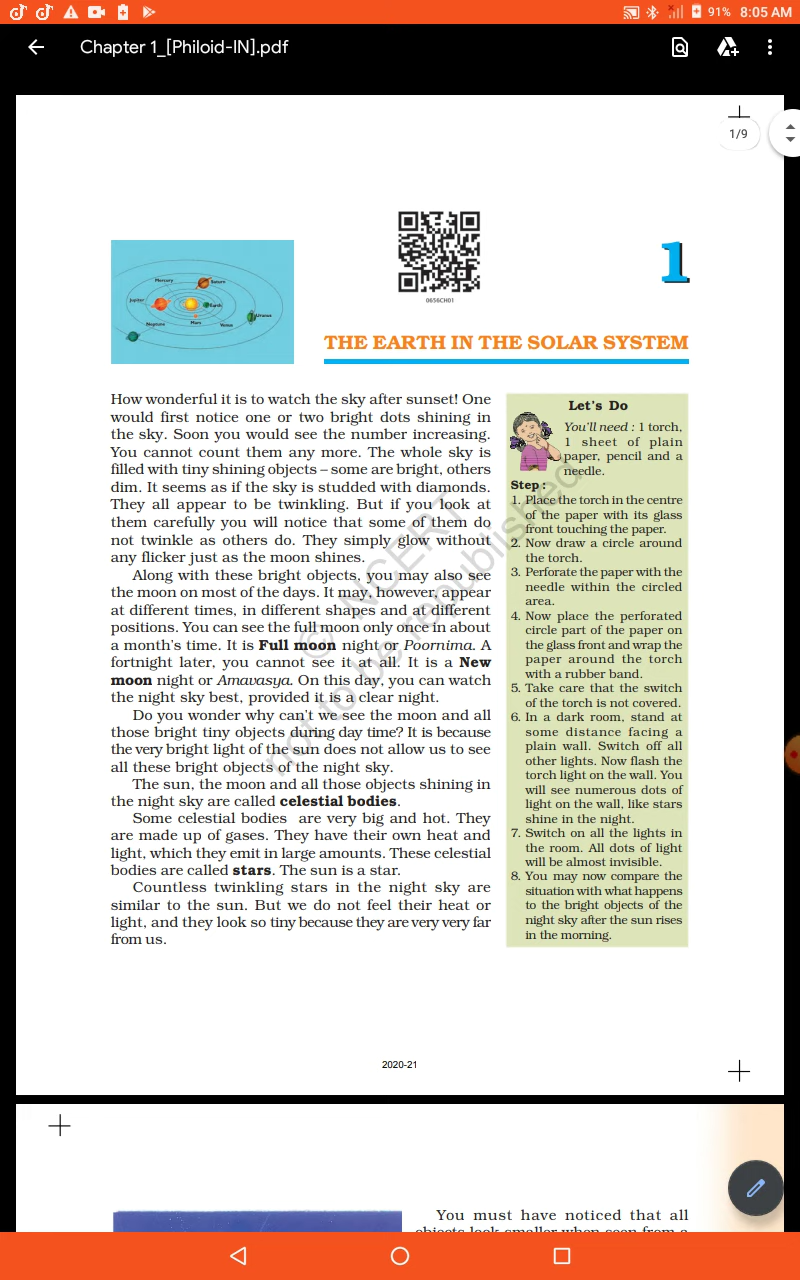 91% 8:05 AM
Chapter 1_[Philoid-IN].pdf
1/9
Mercury
Saturn
Jupiter
Earth
Uranus
Neptune
Mars
Venus
0656CH01
1
THE EARTH IN THE SOLAR SYSTEM
How wonderful it is to watch the sky after sunset! One
would first notice one or two bright dots shining in
the sky. Soon you would see the number increasing.
You cannot count them any more. The whole sky is
filled with tiny shining objects – some are bright, others
dim. It seems as if the sky is studded with diamonds.
They all appear to be twinkling. But if you look at
them carefully you will notice that some of them do
not twinkle as others do. They simply glow without
any flicker just as the moon shines.
Along with these bright objects, you may also see
the moon on most of the days. It may, however, appear
at different times, in different shapes and at different
positions. You can see the full moon only once in about
a month's time. It is Full moon night or Poornima. A
fortnight later, you cannot see it at all. It is a New
moon night or Amavasya. On this day, you can watch
the night sky best, provided it is a clear night.
Do you wonder why can't we see the moon and all
those bright tiny objects during day time? It is because
the very bright light of the sun does not allow us to see
all these bright objects of the night sky.
The sun, the moon and all those objects shining in
the night sky are called celestial bodies.
Some celestial bodies are very big and hot. They
are made up of gases. They have their own heat and
light, which they emit in large amounts. These celestial
bodies are called stars. The sun is a star.
Countless twinkling stars in the night sky are
similar to the sun. But we do not feel their heat or
light, and they look so tiny because they are very very far
from us.
Let's Do
You'll need : 1 torch,
1 sheet of plain
paper, pencil and a
needle.
Step :
1. Place the torch in the centre
of the paper with its glass
front touching the paper.
2. Now draw a circle around
the torch.
3. Perforate the paper with the
needle within the circled
area.
4. Now place the perforated
circle part of the paper on
the glass front and wrap the
paper around the torch
with a rubber band.
5. Take care that the switch
of the torch is not covered.
6. In a dark room, stand at
some distance facing a
plain wall. Switch off all
other lights. Now flash the
torch light on the wall. You
will see numerous dots of
light on the wall, like stars
shine in the night.
7. Switch on all the lights in
the room. All dots of light
will be almost invisible.
8. You may now compare the
situation with what happens
to the bright objects of the
night sky after the sun rises
in the morning.
© NCERT
not to be republished
2020-21
You must have noticed that all
objects look smaller when seen from a